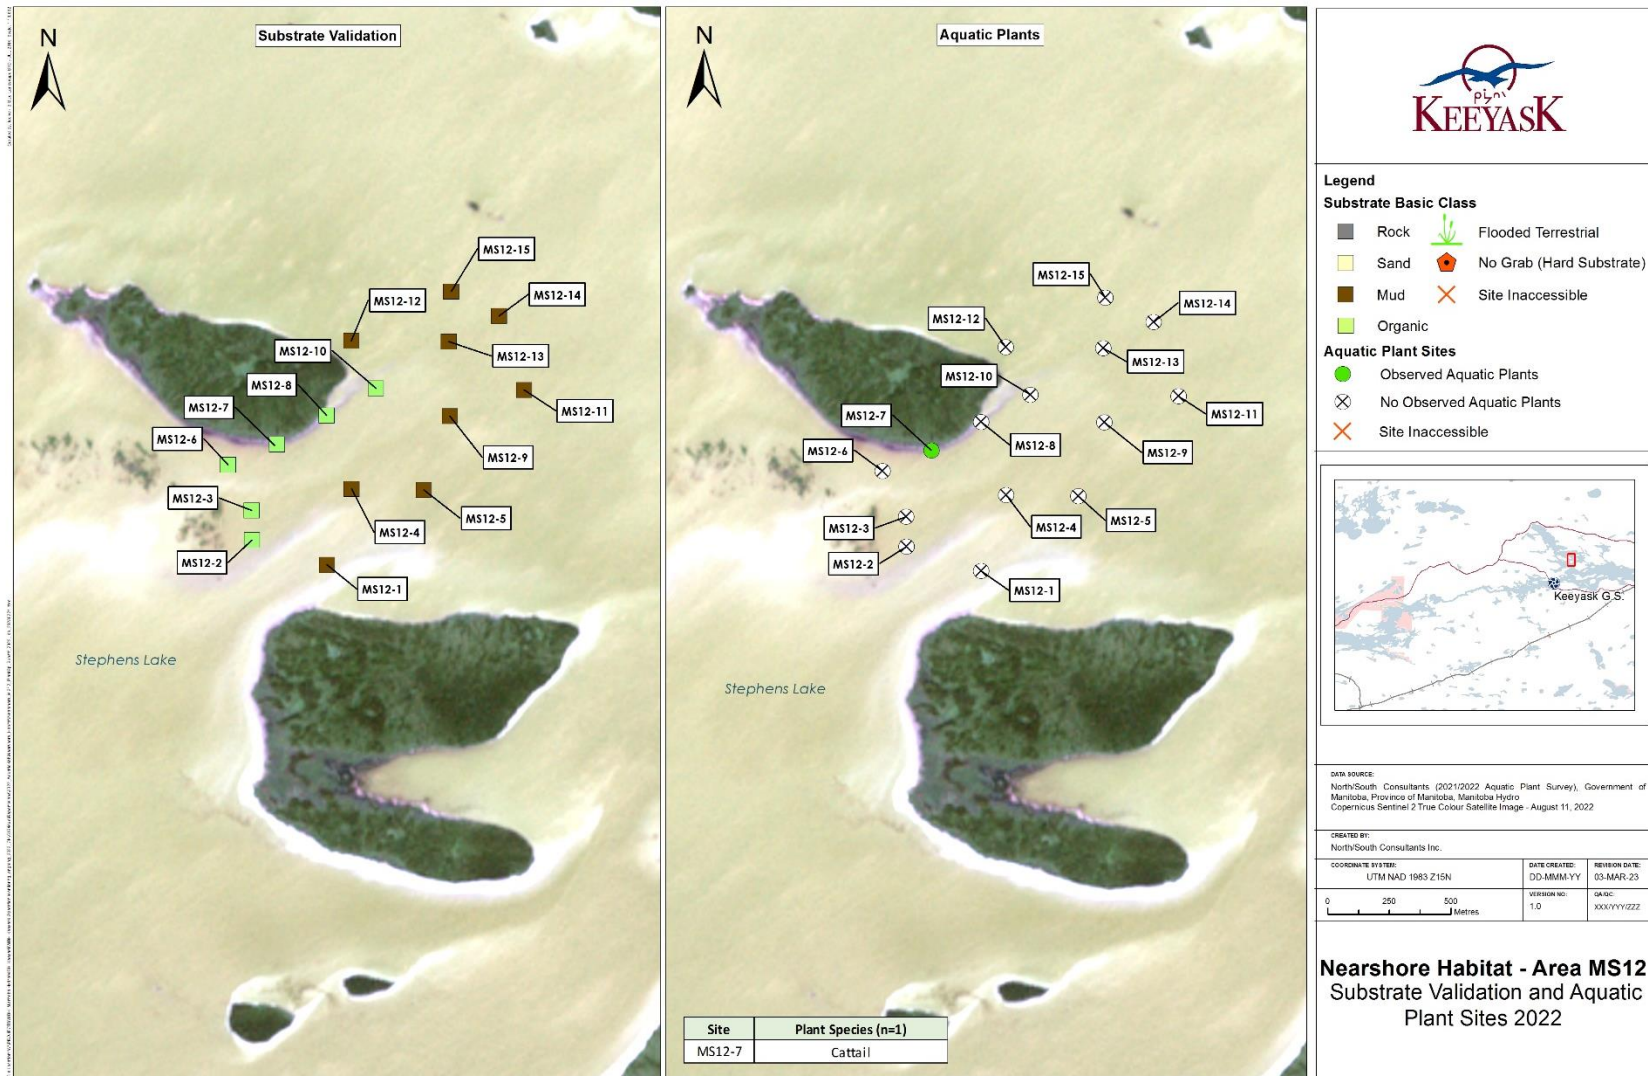 Substrate Validation
N
MS12-15
MS12-14
MS12-12
MS12-13
MS12-10
MS12-8
MS12-11
MS12-7
MS12-6
MS12-9
MS12-3
MS12-5
MS12-4
MS12-2
MS12-1
Stephens Lake
Aquatic Plants
N
MS12-15
MS12-14
MS12-12
MS12-13
MS12-10
MS12-11
MS12-7
MS12-8
MS12-6
MS12-9
MS12-3
MS12-4
MS12-5
MS12-2
MS12-1
Stephens Lake
Site Plant Species (n=1)
MS12-7 Cattail
KEEYASK
Legend
Substrate Basic Class
Rock Flooded Terrestrial
Sand No Grab (Hard Substrate)
Mud Site Inaccessible
Organic
Aquatic Plant Sites
Observed Aquatic Plants
No Observed Aquatic Plants
Site Inaccessible
Keeyask G.S.
DATA SOURCE:
North/South Consultants (2021/2022 Aquatic Plant Survey), Government of
Manitoba, Province of Manitoba, Manitoba Hydro
Copernicus Sentinel 2 True Colour Satellite Image - August 11, 2022
CREATED BY:
North/South Consultants Inc.
COORDINATE SYSTEM: DATE CREATED: REVISION DATE:
UTM NAD 1983 Z15N DD-MMM-YY 03-MAR-23
0 250 500 VERSION NO: QA/QC:
Metres 1.0 XXX/YYY/ZZZ
Nearshore Habitat - Area MS12
Substrate Validation and Aquatic
Plant Sites 2022